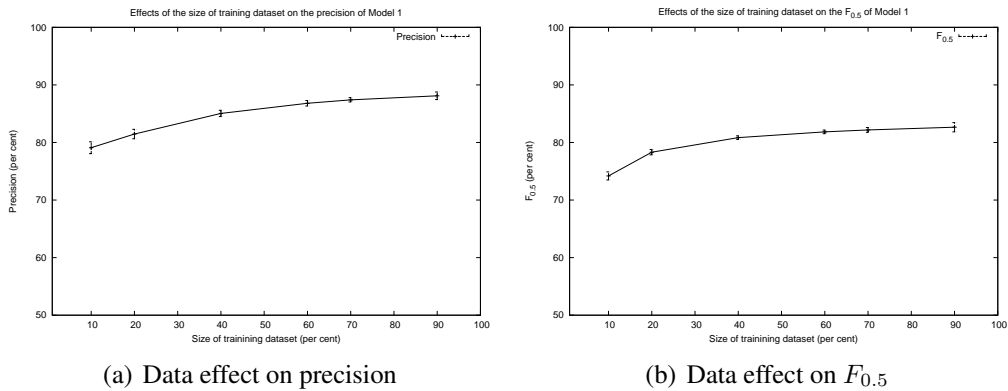 Effects of the size of training dataset on the precision of Model 1
Precision
100
90
80
70
60
50
Precision (per cent)
10 20 30 40 50 60 70 80 90 100
Size of trainining dataset (per cent)
(a) Data effect on precision
Effects of the size of training dataset on the F0.5 of Model 1
F0.5
100
90
80
70
60
50
F0.5 (per cent)
10 20 30 40 50 60 70 80 90 100
Size of trainining dataset (per cent)
(b) Data effect on F0.5